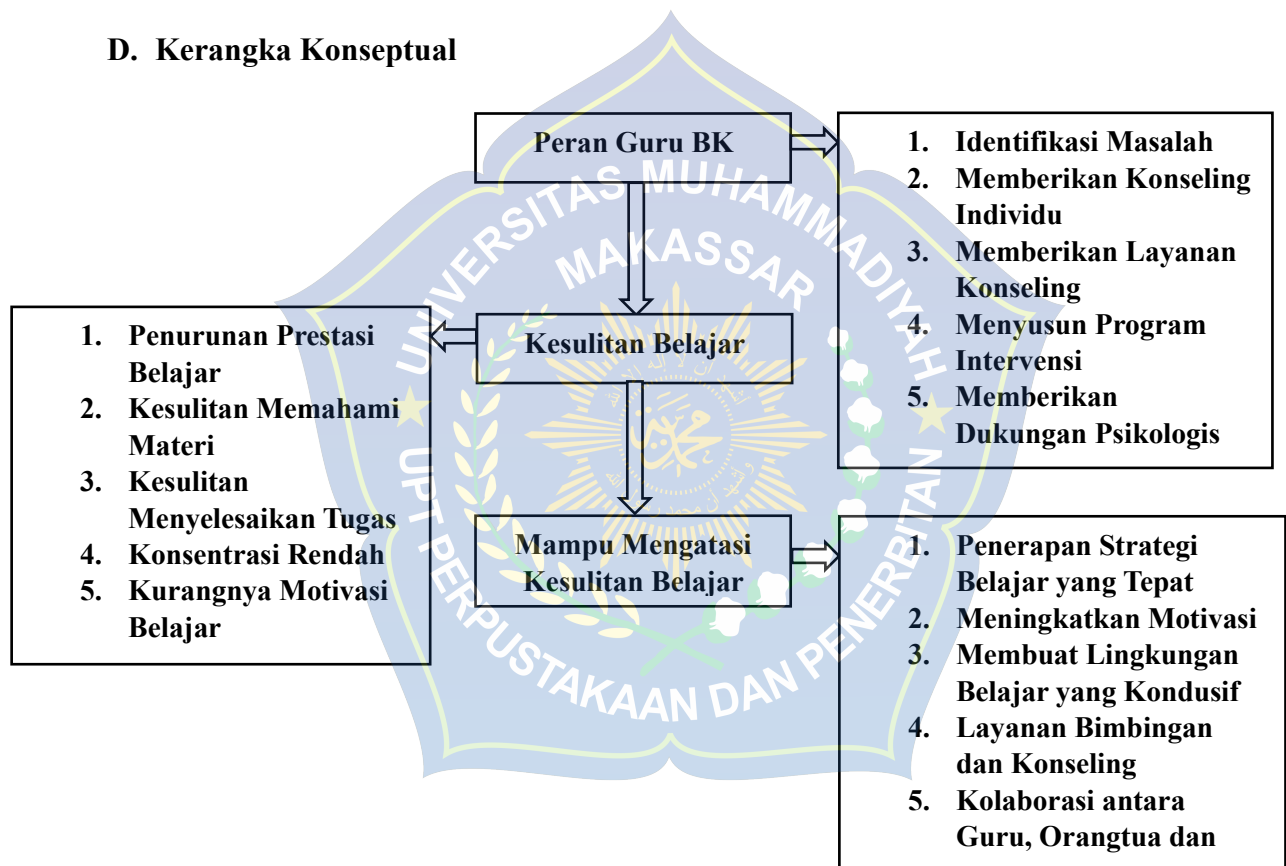 D. Kerangka Konseptual
Peran Guru BK
1. Identifikasi Masalah
2. Memberikan Konseling
Individu
3. Memberikan Layanan
Konseling
4. Menyusun Program
Intervensi
5. Memberikan
Dukungan Psikologis
Kesulitan Belajar
1. Penurunan Prestasi
Belajar
2. Kesulitan Memahami
Materi
3. Kesulitan
Menyelesaikan Tugas
4. Konsentrasi Rendah
5. Kurangnya Motivasi
Belajar
Mampu Mengatasi
Kesulitan Belajar
1. Penerapan Strategi
Belajar yang Tepat
2. Meningkatkan Motivasi
3. Membuat Lingkungan
Belajar yang Kondusif
4. Layanan Bimbingan
dan Konseling
5. Kolaborasi antara
Guru, Orangtua dan
UNIVERSITAS MUHAMMADIYAH
MAKASSAR
UPT PERPUSTAKAAN DAN PENERBITAN